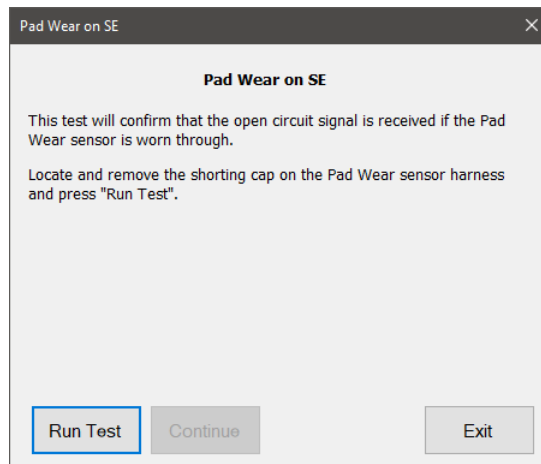 Pad Wear on SE
Pad Wear on SE
This test will confirm that the open circuit signal is received if the Pad
Wear sensor is worn through.
Locate and remove the shorting cap on the Pad Wear sensor harness
and press "Run Test".
Run Test
Continue
Exit